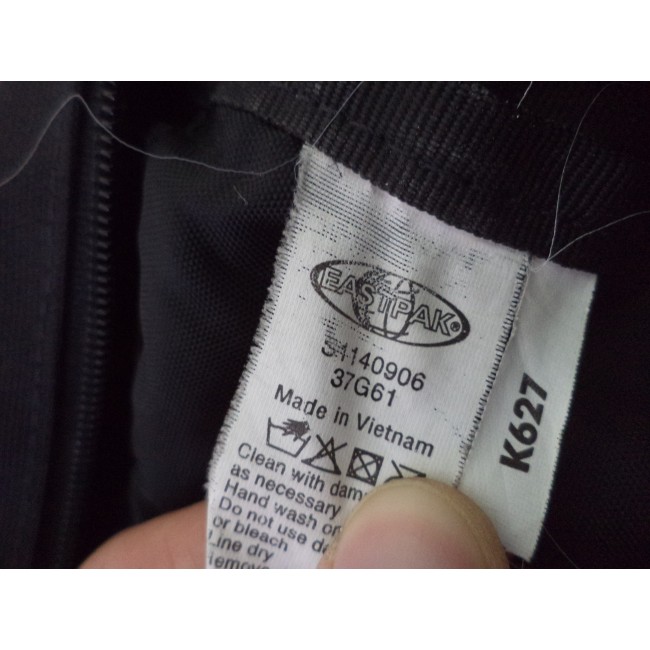 EASTPAK®
51140906
37G61
Made in Vietnam
Clean with
as necessary
Hand wash
Do not use
or bleach
Line dry
K627